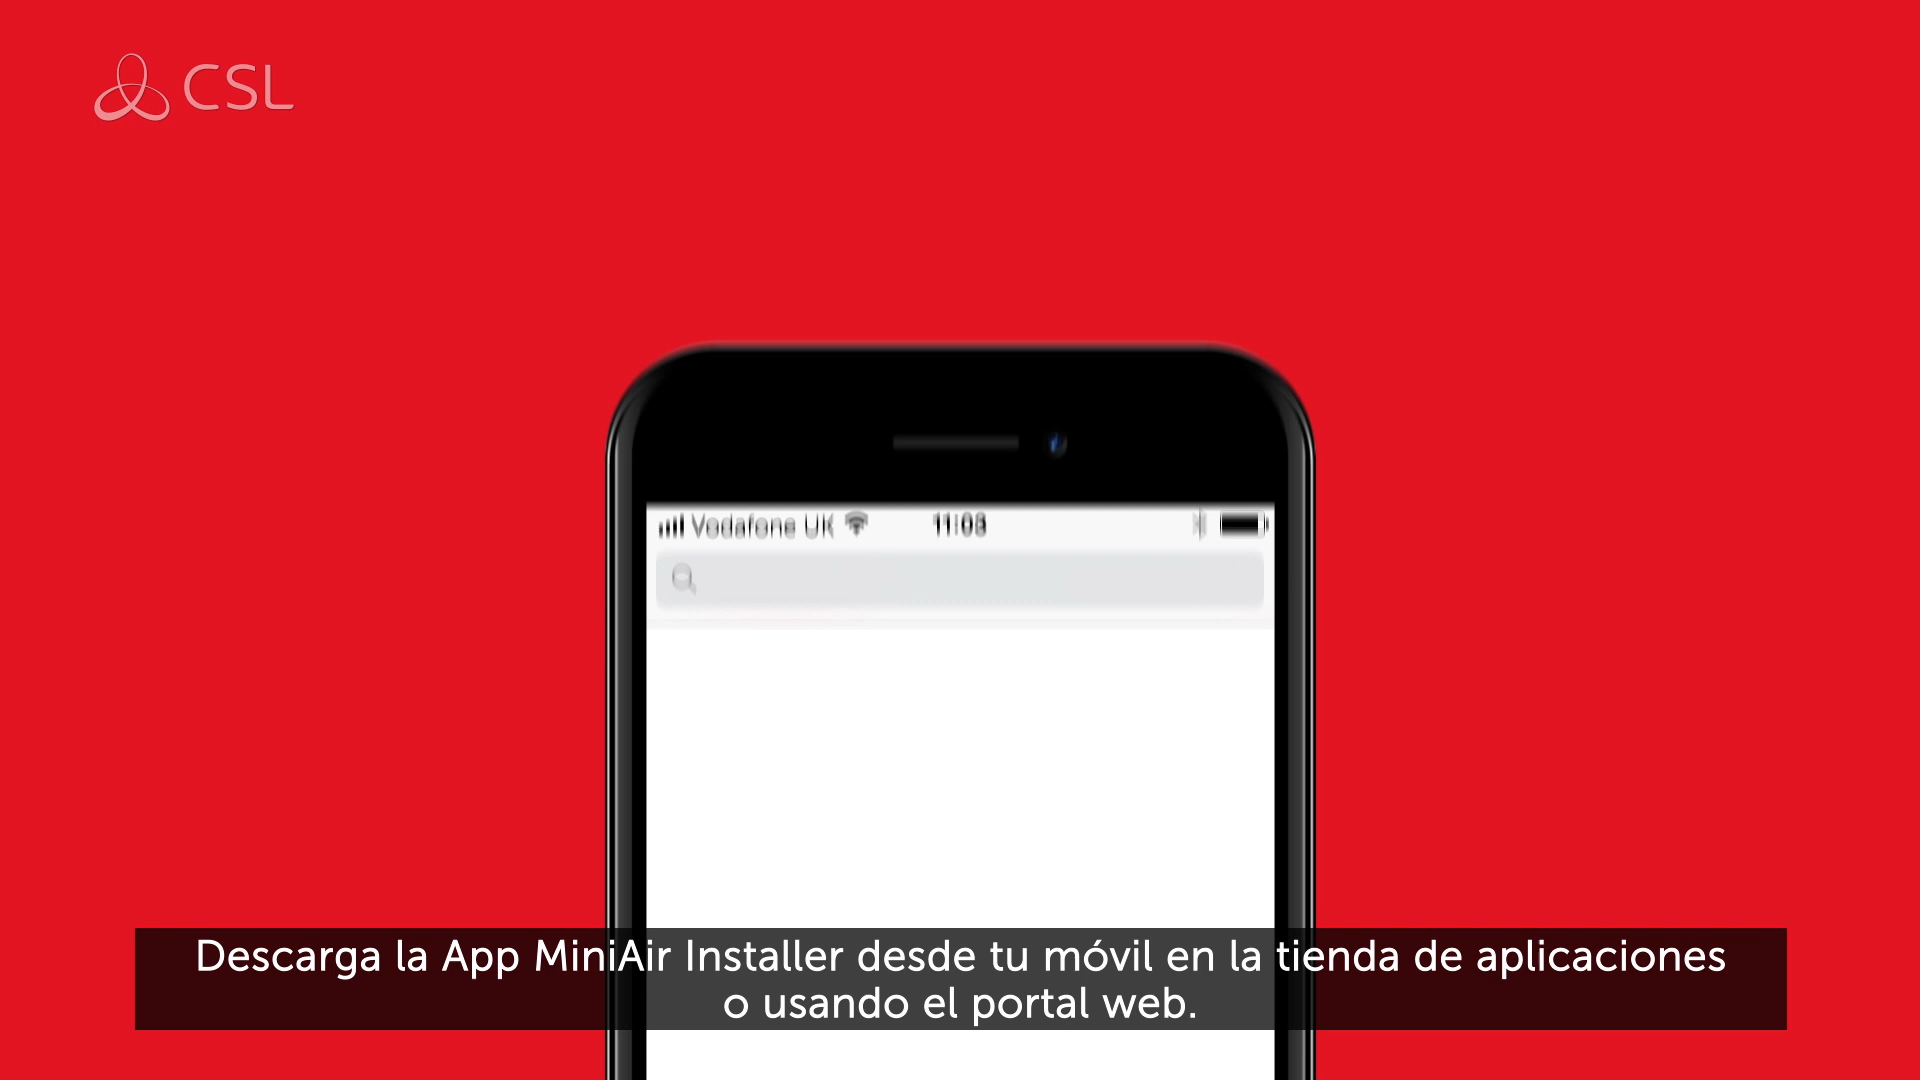 CSL
Vodafone UK 11:08
Descarga la App MiniAir Installer desde tu móvil en la tienda de aplicaciones
o usando el portal web.